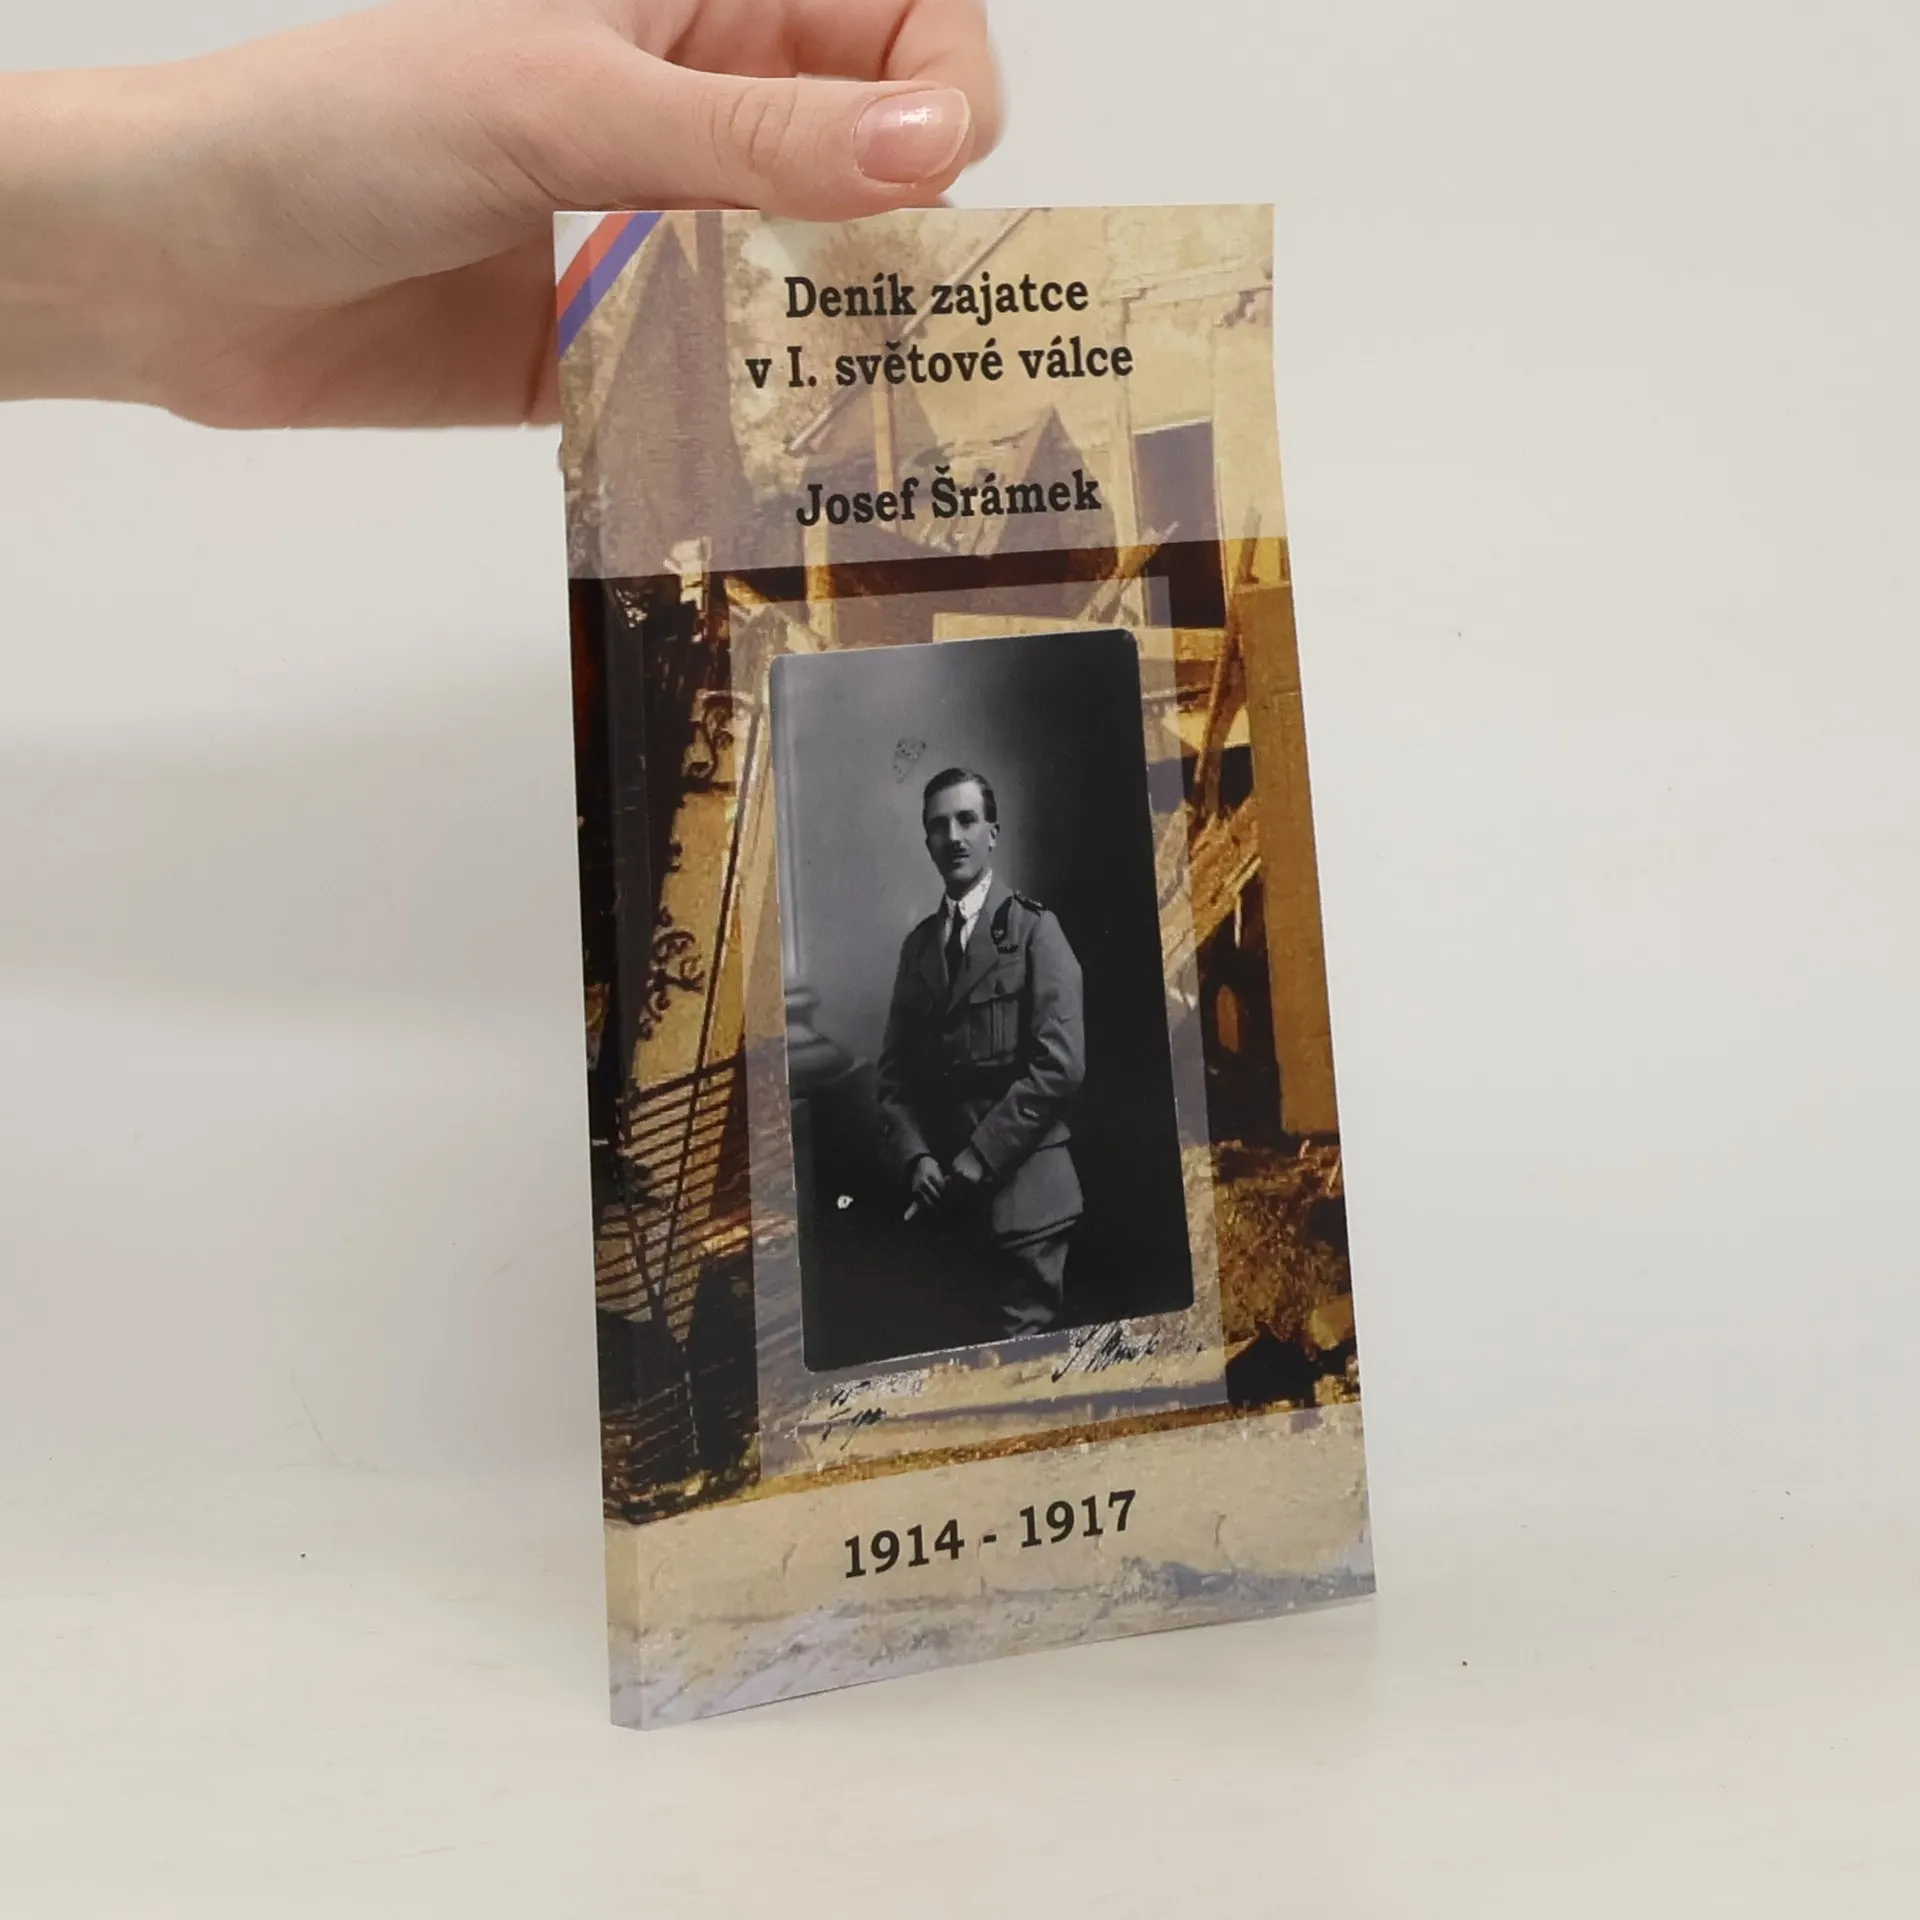 Deník zajatce
v I. světové válce
Josef Šrámek
1914 - 1917